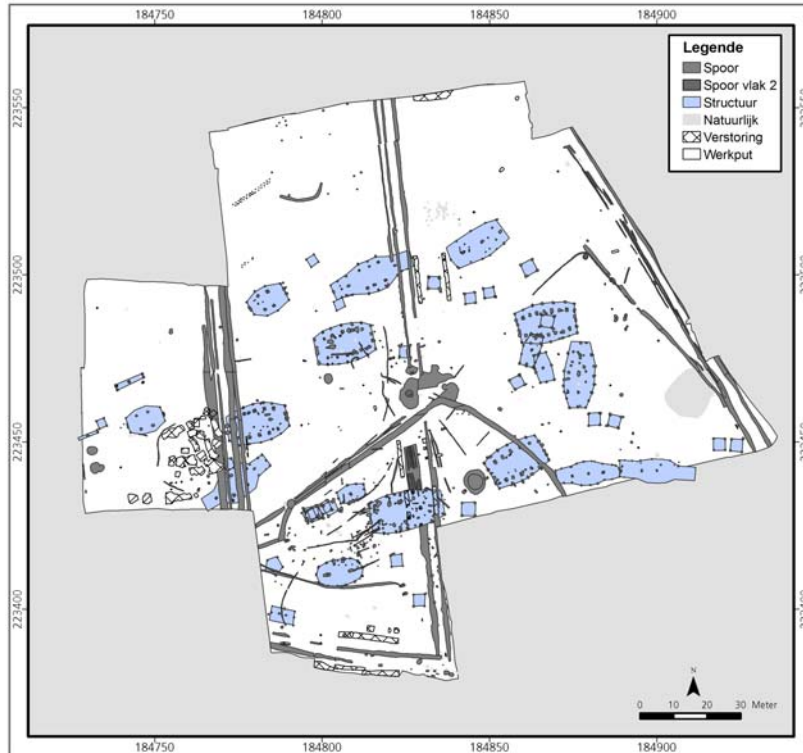 184750 184800 184850 184900
Legende
Spoor
Spoor vlak 2
Structuur
Natuurlijk
Verstoring
Werkput
223550
223500
223450
223400
N
0 10 20 30 Meter
184750 184800 184850 184900